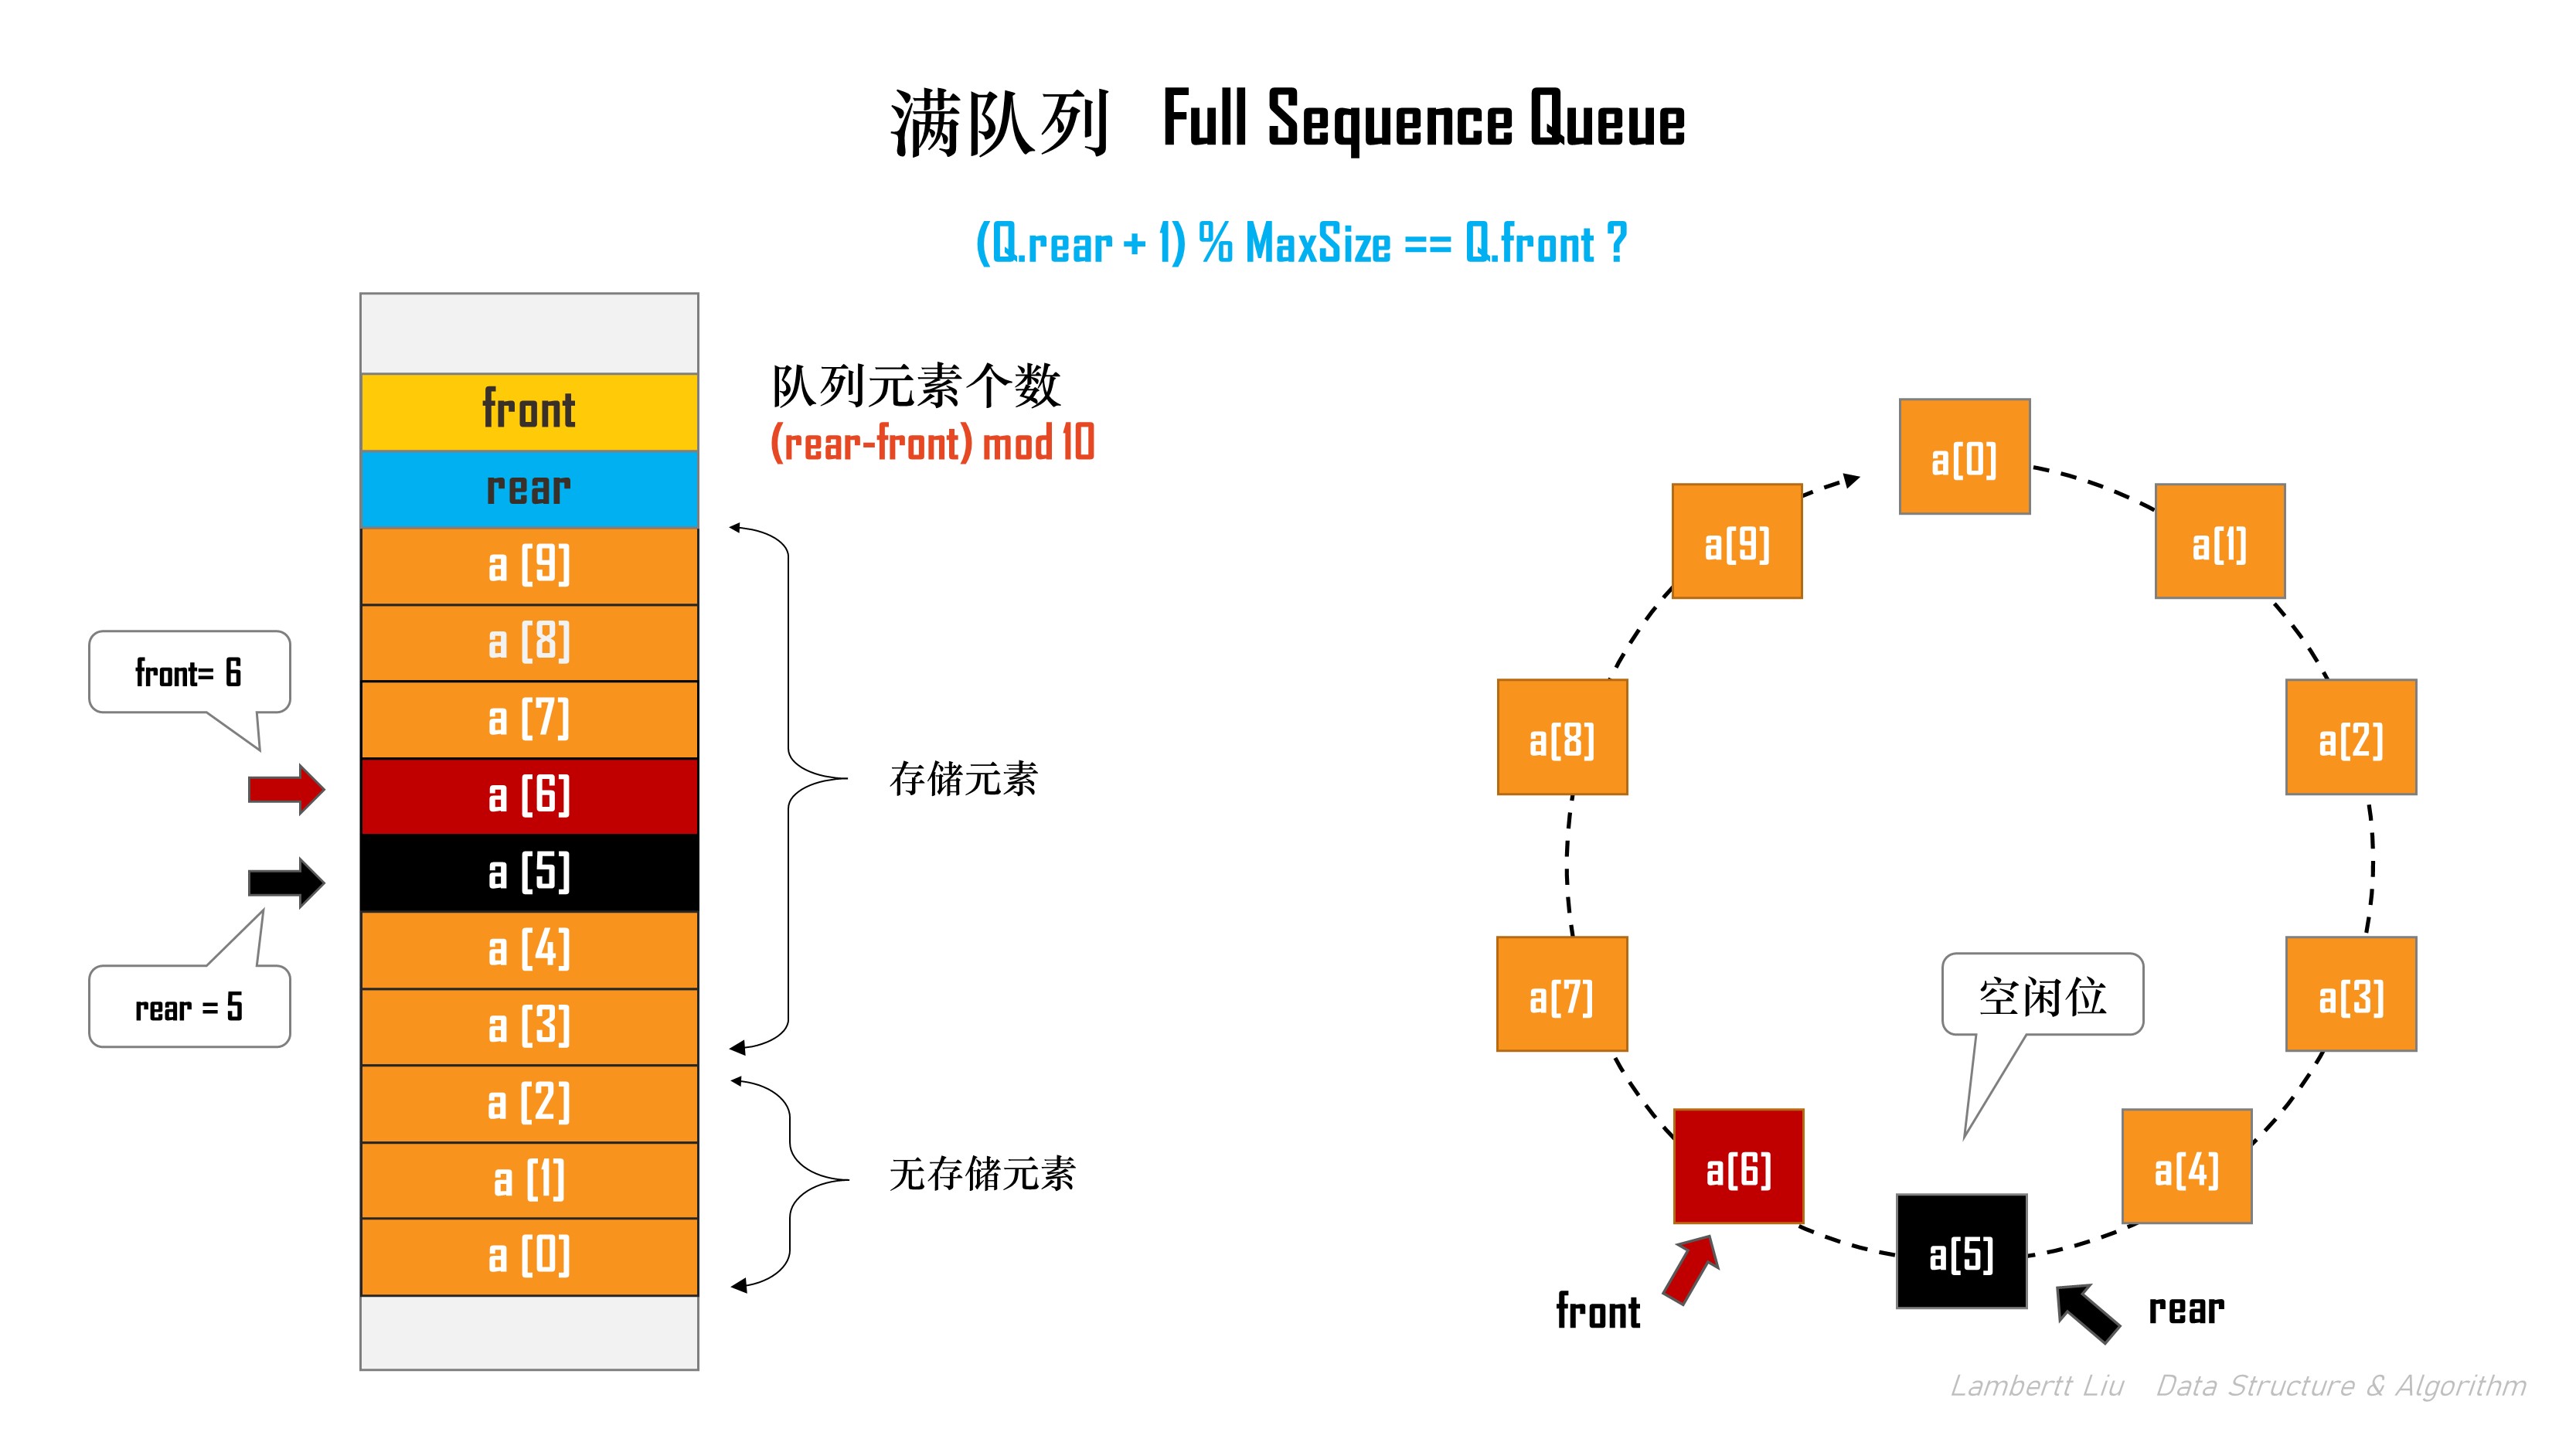 满队列 Full Sequence Queue
(Q.rear + 1) % MaxSize == Q.front ?
front
rear
a [9]
a [8]
a [7]
a [6]
a [5]
a [4]
a [3]
a [2]
a [1]
a [0]
front= 6
rear = 5
队列元素个数
(rear-front) mod 10
存储元素
无存储元素
a[0]
a[1]
a[2]
a[3]
a[4]
a[5]
a[6]
a[7]
a[8]
a[9]
空闲位
front
rear
Lambertt Liu Data Structure & Algorithm